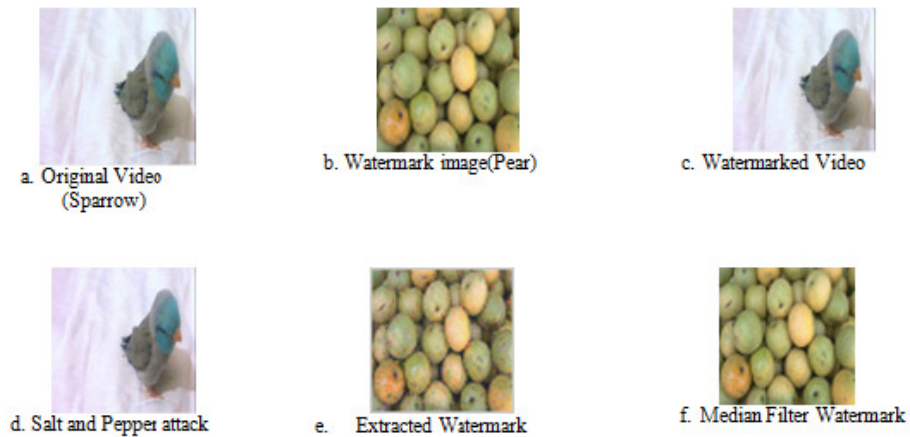 a. Original Video
(Sparrow)
b. Watermark image(Pear)
c. Watermarked Video
d. Salt and Pepper attack
e. Extracted Watermark
f. Median Filter Watermark